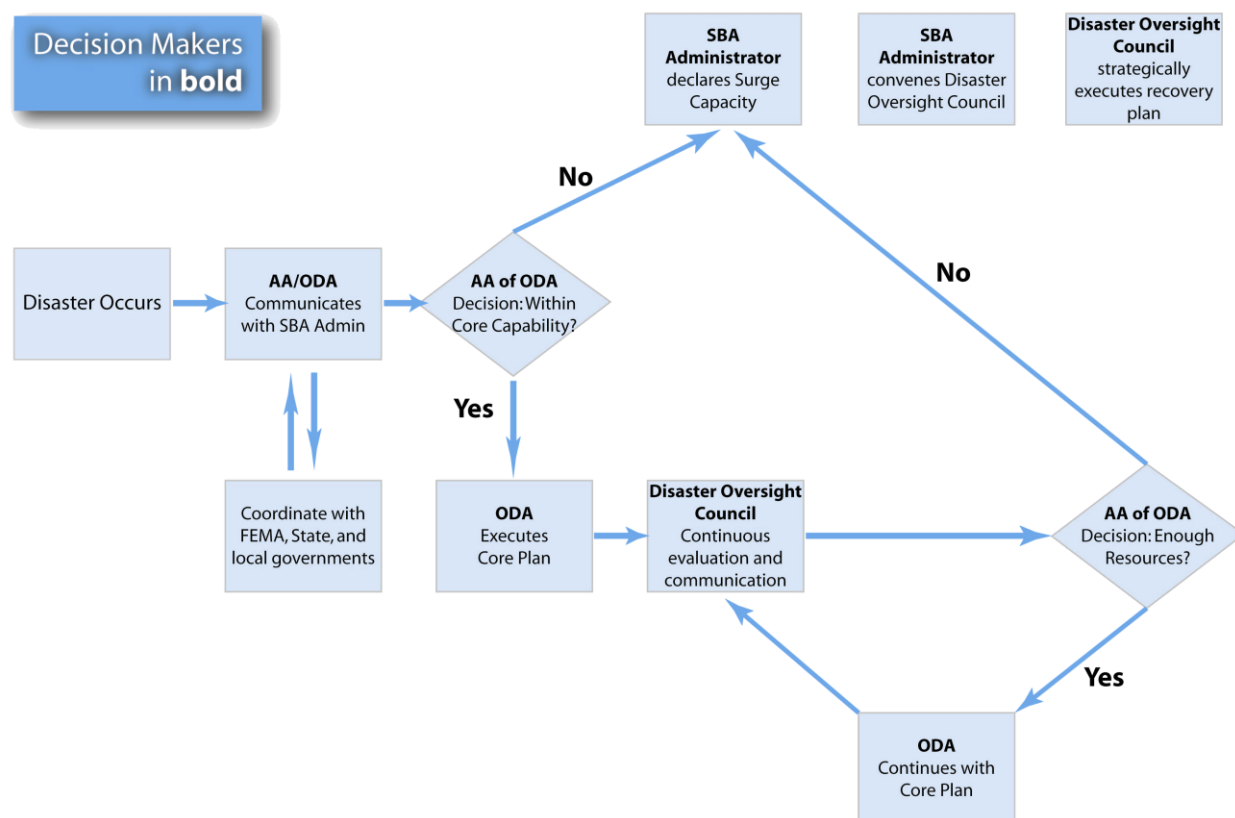 Decision Makers
in bold
SBA
Administrator
declares Surge
Capacity
SBA
Administrator
convenes Disaster
Oversight Council
Disaster Oversight
Council
strategically
executes recovery
plan
No
No
Disaster Occurs
AA/ODA
Communicates
with SBA Admin
AA of ODA
Decision: Within
Core Capability?
Yes
Coordinate with
FEMA, State, and
local governments
ODA
Executes
Core Plan
Disaster Oversight
Council
Continuous
evaluation and
communication
AA of ODA
Decision: Enough
Resources?
Yes
ODA
Continues with
Core Plan